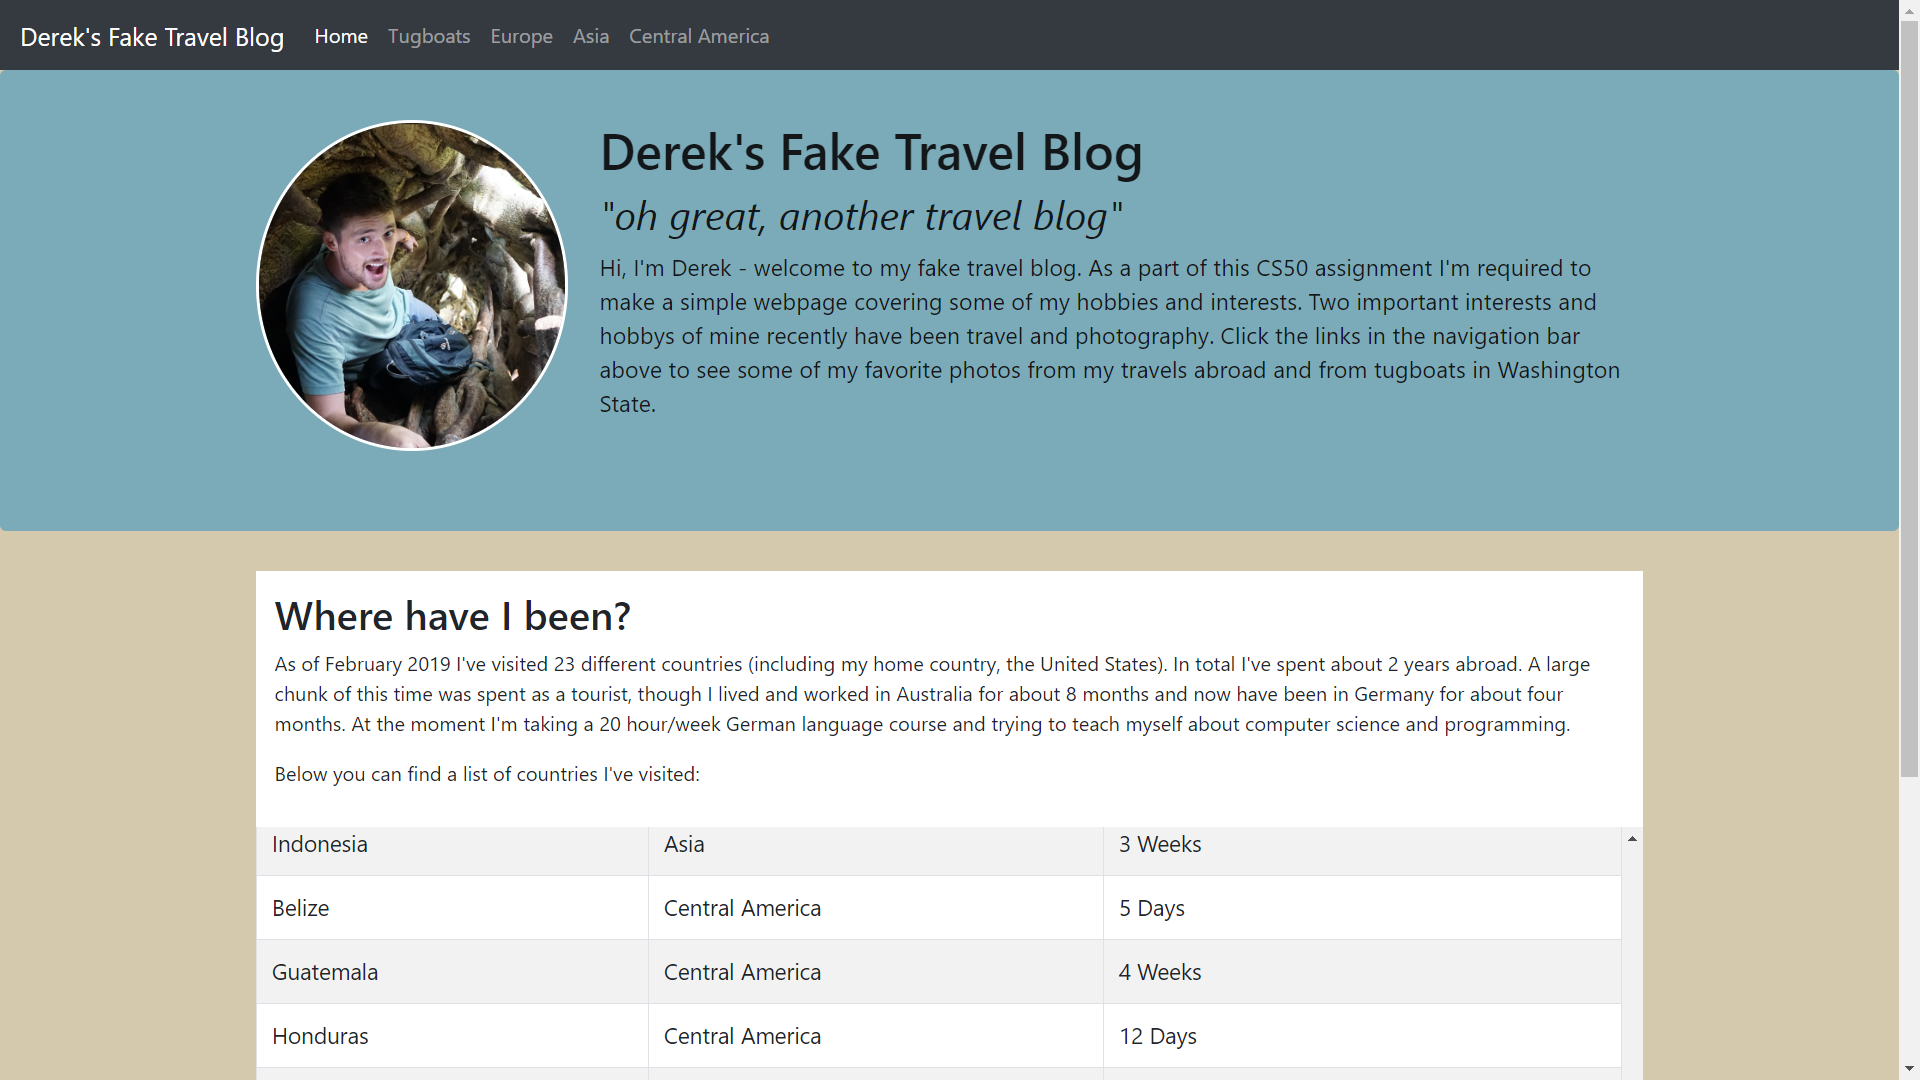 Derek's Fake Travel Blog Home Tugboats Europe Asia Central America
Derek's Fake Travel Blog
"oh great, another travel blog"
Hi, I'm Derek - welcome to my fake travel blog. As a part of this CS50 assignment I'm required to
make a simple webpage covering some of my hobbies and interests. Two important interests and
hobbys of mine recently have been travel and photography. Click the links in the navigation bar
above to see some of my favorite photos from my travels abroad and from tugboats in Washington
State.
Where have I been?
As of February 2019 I've visited 23 different countries (including my home country, the United States). In total I've spent about 2 years abroad. A large
chunk of this time was spent as a tourist, though I lived and worked in Australia for about 8 months and now have been in Germany for about four
months. At the moment I'm taking a 20 hour/week German language course and trying to teach myself about computer science and programming.
Below you can find a list of countries I've visited:
Indonesia Asia 3 Weeks
Belize Central America 5 Days
Guatemala Central America 4 Weeks
Honduras Central America 12 Days